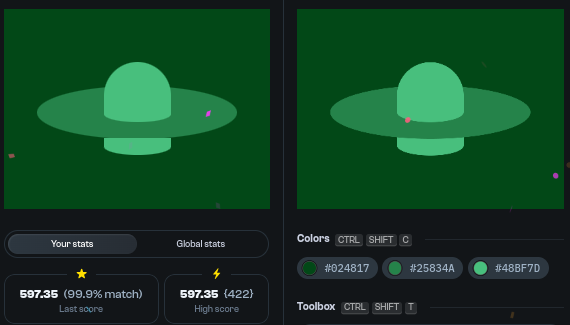 Your stats
Global stats
597.35 (99.9% match)
Last score
597.35 {422}
High score
Colors CTRL SHIFT C
#024817
#25834A
#48BF7D
Toolbox CTRL SHIFT T